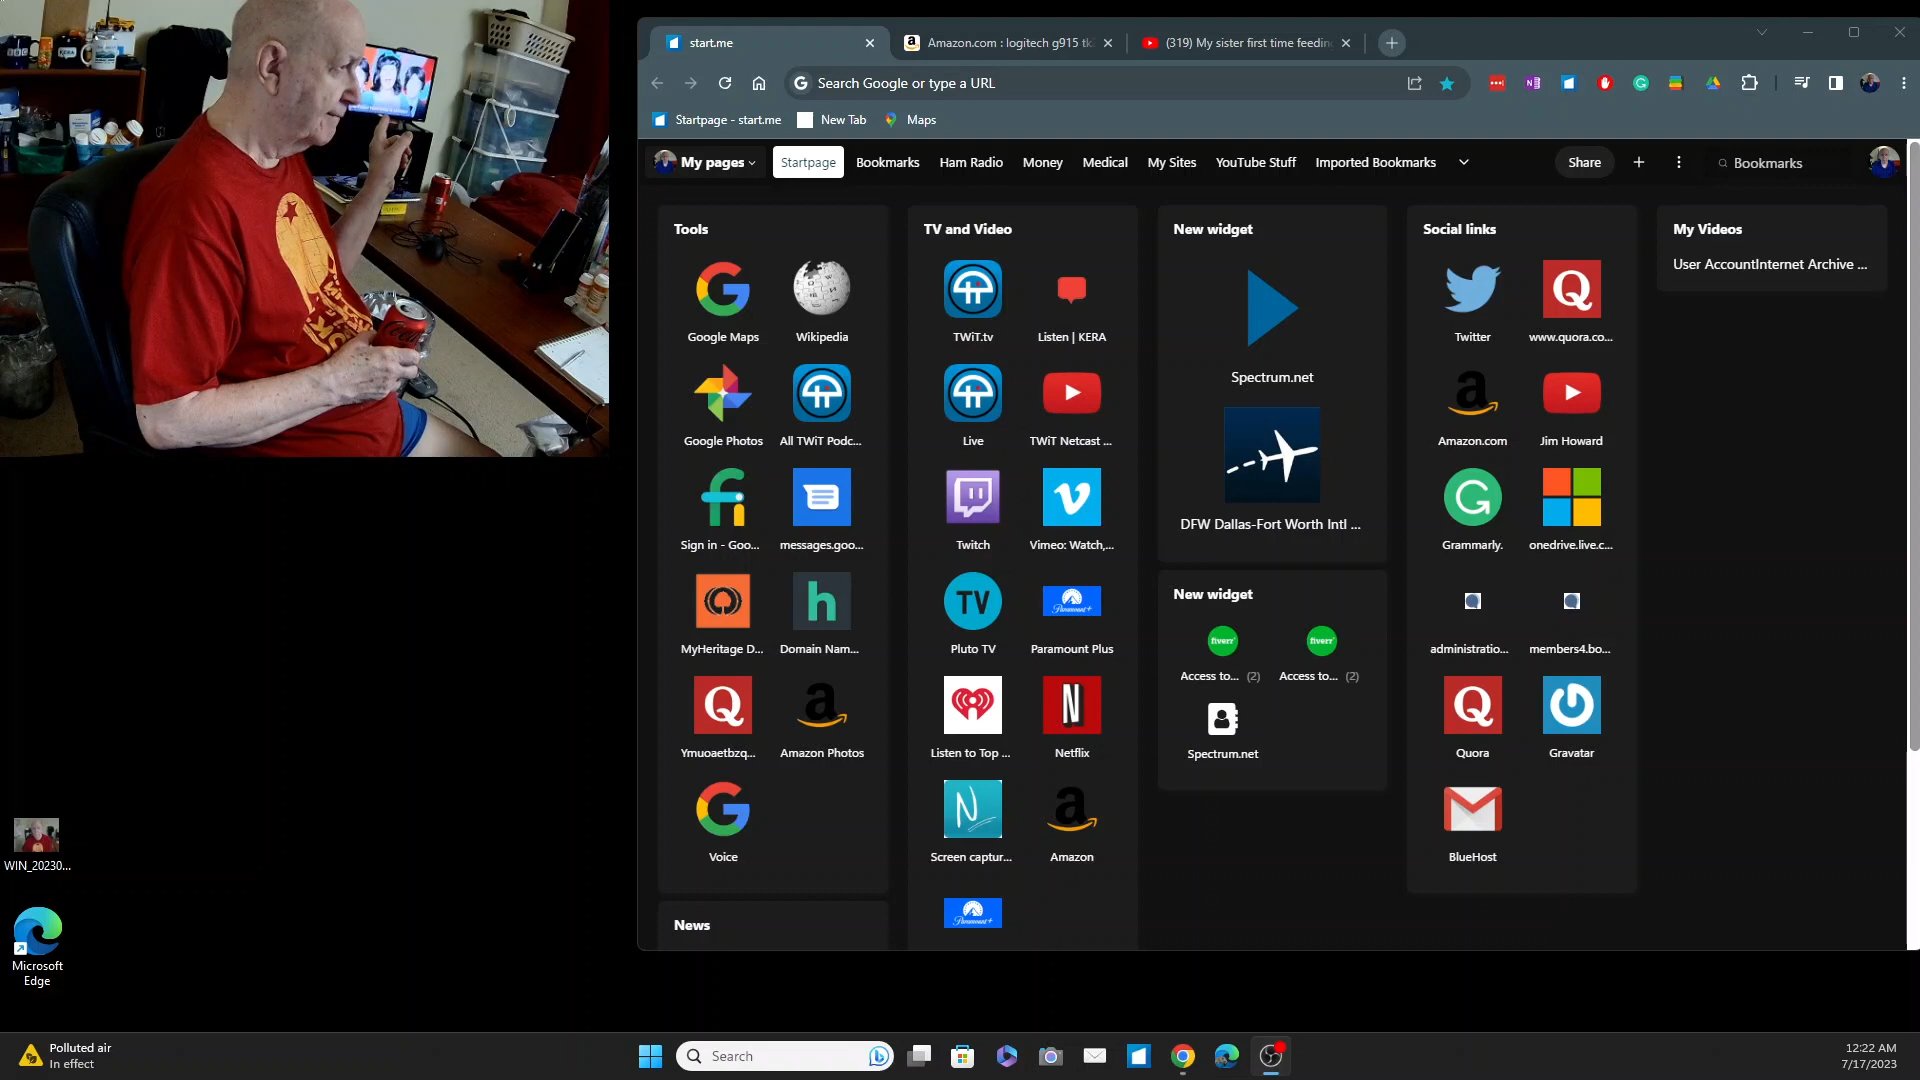 start.me
Amazon.com : logitech g915 tk
(319) My sister first time feedin
Search Google or type a URL
Startpage - start.me
New Tab
Maps
My pages
Startpage
Bookmarks
Ham Radio
Money
Medical
My Sites
YouTube Stuff
Imported Bookmarks
Share
Bookmarks
Tools
Google Maps
Wikipedia
Google Photos
All TWiT Podc...
Sign in - Goo...
messages.goo...
MyHeritage D...
Domain Nam...
Ymuoaetbzq...
Amazon Photos
Voice
News
TV and Video
TWiT.tv
Listen | KERA
Live
TWiT Netcast ...
Twitch
Vimeo: Watch,...
TV
Pluto TV
Paramount+
Paramount Plus
Listen to Top ...
Netflix
Screen captur...
Amazon
Paramount+
New widget
Spectrum.net
DFW Dallas-Fort Worth Intl ...
New widget
fiverr
fiverr
Access to... (2)
Access to... (2)
Spectrum.net
Social links
Twitter
www.quora.co...
Amazon.com
Jim Howard
Grammarly.
onedrive.live.c...
administratio...
members4.bo...
Quora
Gravatar
BlueHost
My Videos
User AccountInternet Archive ...
KERA
WIN_20230...
Microsoft
Edge
Polluted air
In effect
Search
12:22 AM
7/17/2023